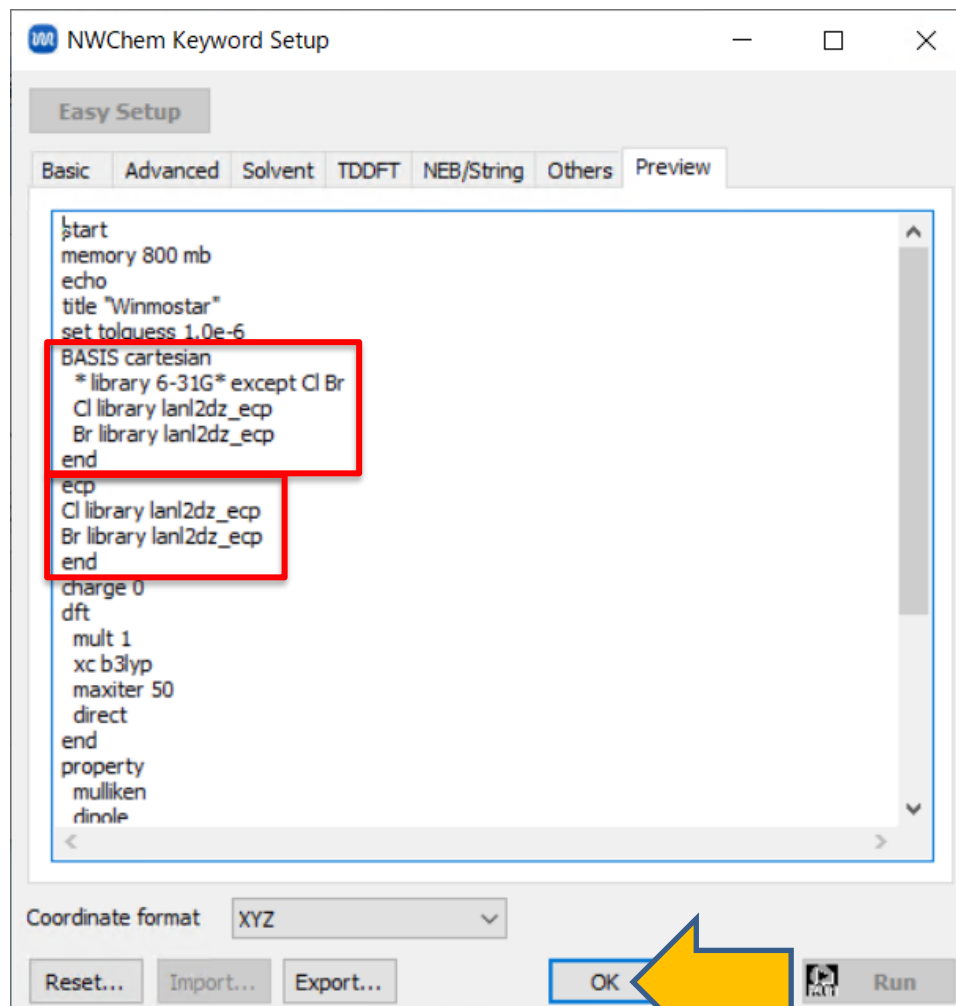 NWChem Keyword Setup
Easy Setup
Basic Advanced Solvent TDDFT NEB/String Others Preview
start
memory 800 mb
echo
title "Winmostar"
set tolguess 1.0e-6
BASIS cartesian
* library 6-31G* except Cl Br
Cl library lanl2dz_ecp
Br library lanl2dz_ecp
end
ecp
Cl library lanl2dz_ecp
Br library lanl2dz_ecp
end
charge 0
dft
mult 1
xc b3lyp
maxiter 50
direct
end
property
mulliken
dipole
Coordinate format XYZ
Reset... Import... Export... OK Run